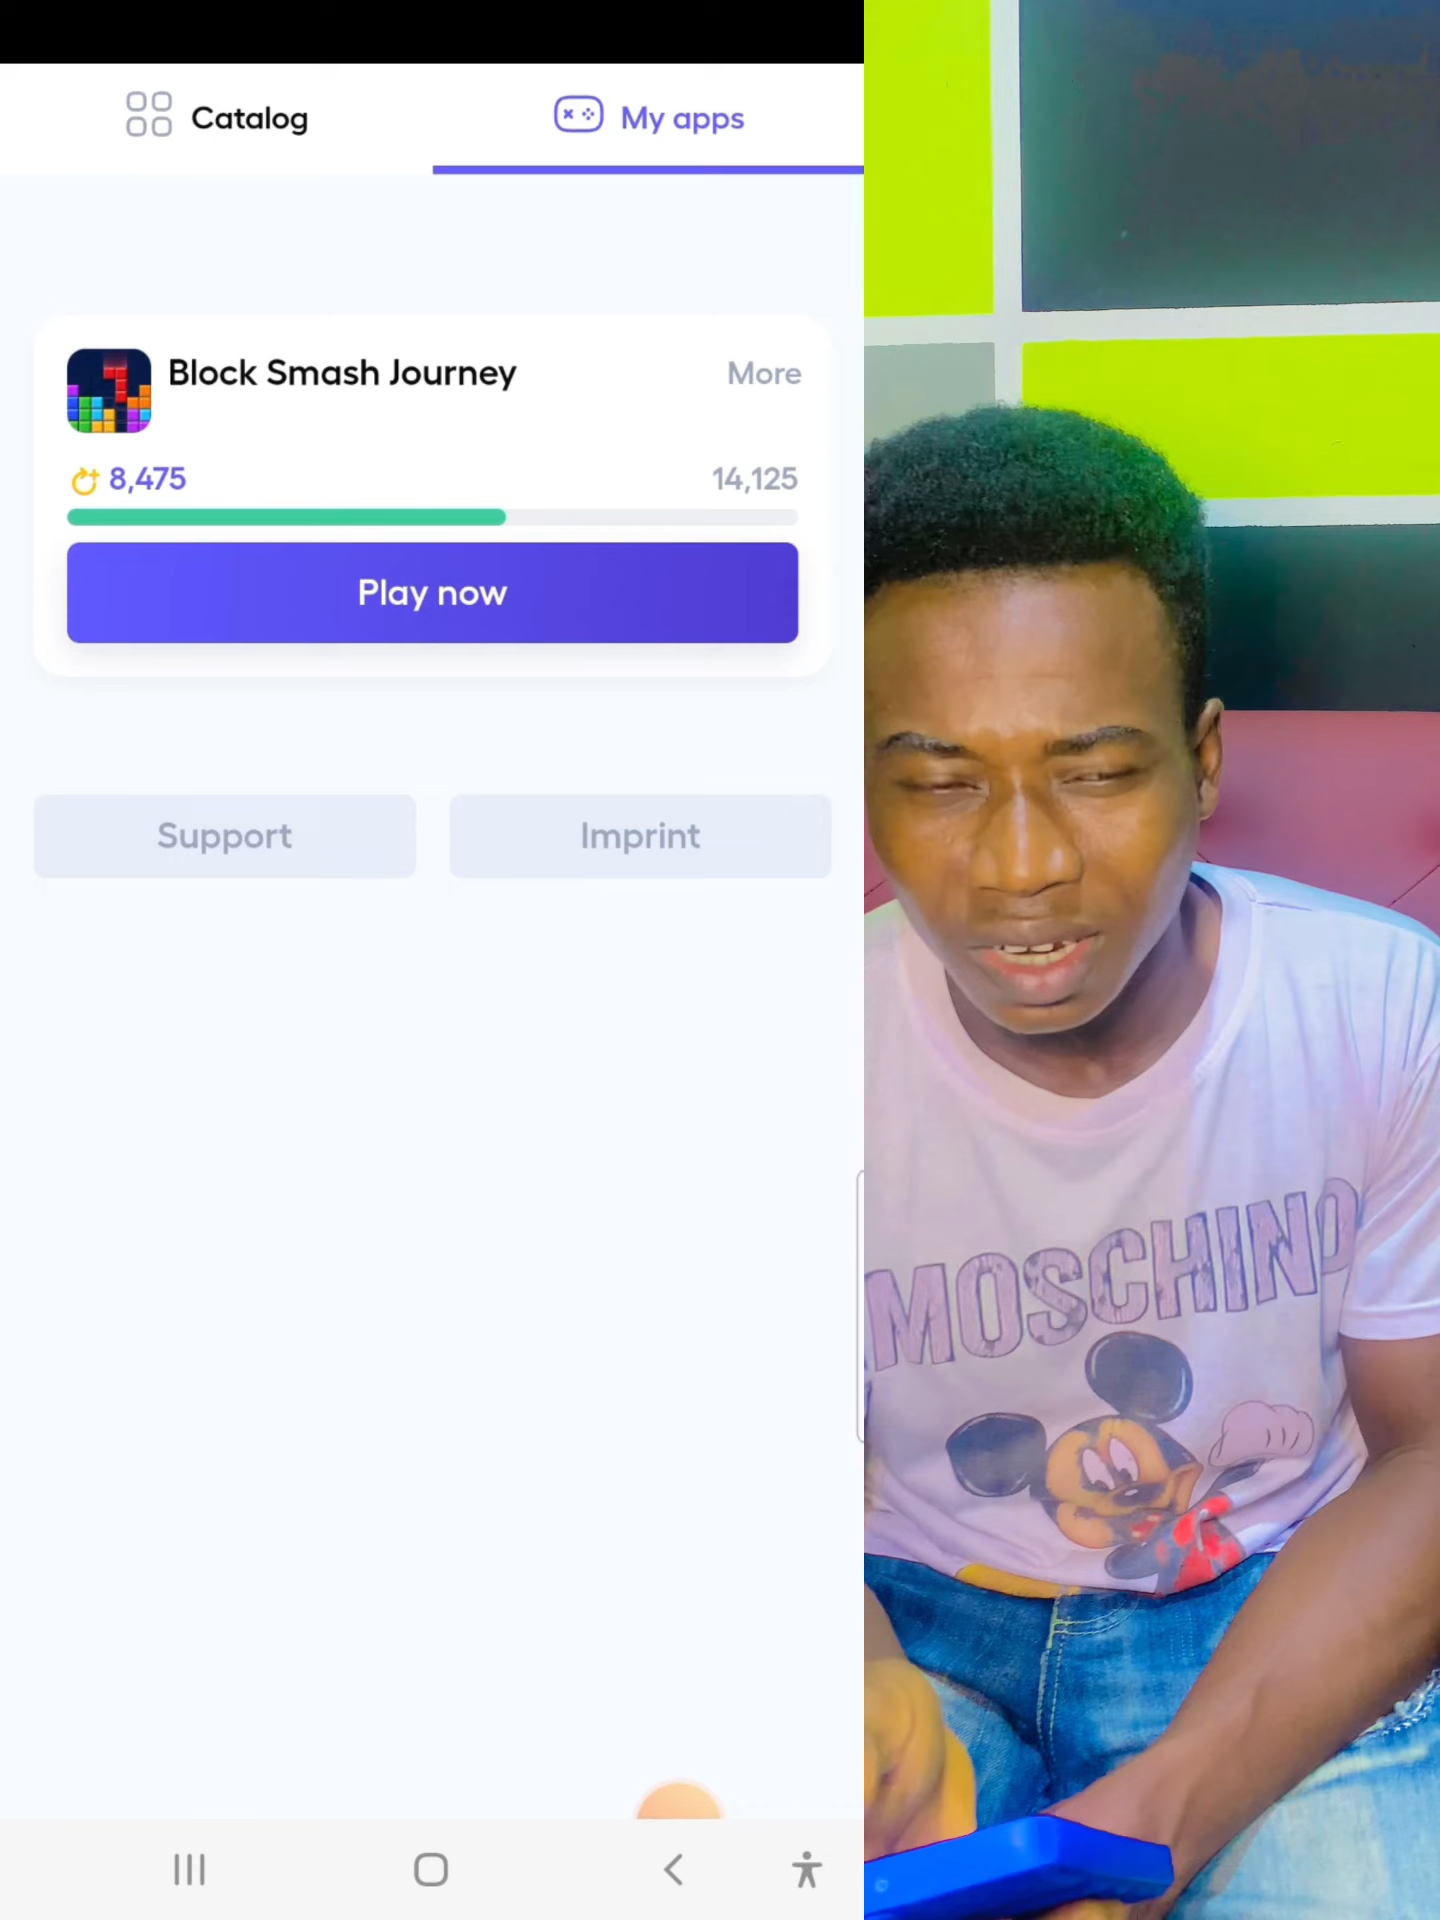 Catalog
My apps
Block Smash Journey
More
8,475
14,125
Play now
Support
Imprint
MOSCHINO